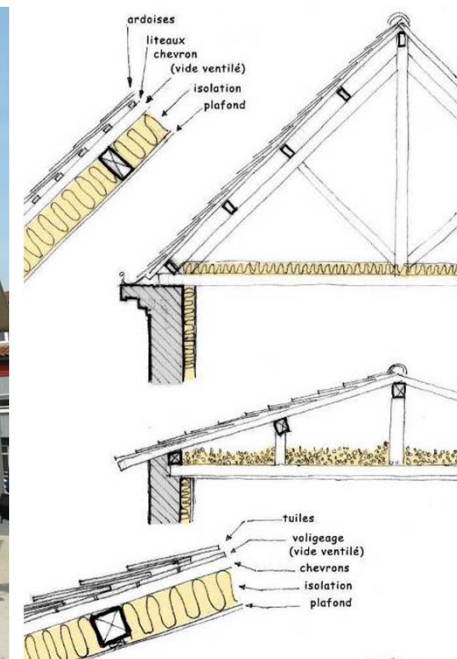 ardoises
liteaux
chevron
(vide ventilé)
isolation
plafond
tuiles
voligeage
(vide ventilé)
chevrons
isolation
plafond